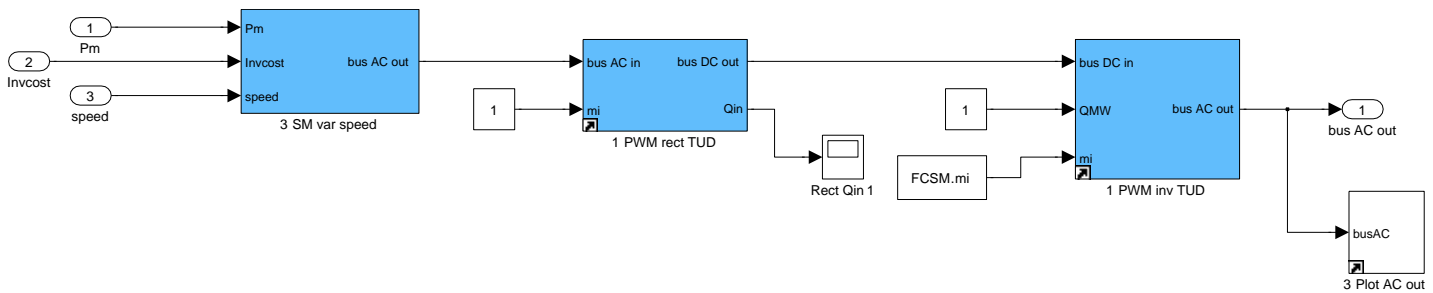 1
Pm
2
Invcost
3
speed
Pm
Invcost
speed
bus AC out
3 SM var speed
1
bus AC in
mi
bus DC out
Qin
1 PWM rect TUD
Rect Qin 1
1
FCSM.mi
bus DC in
QMW
mi
bus AC out
1 PWM inv TUD
1
bus AC out
busAC
3 Plot AC out